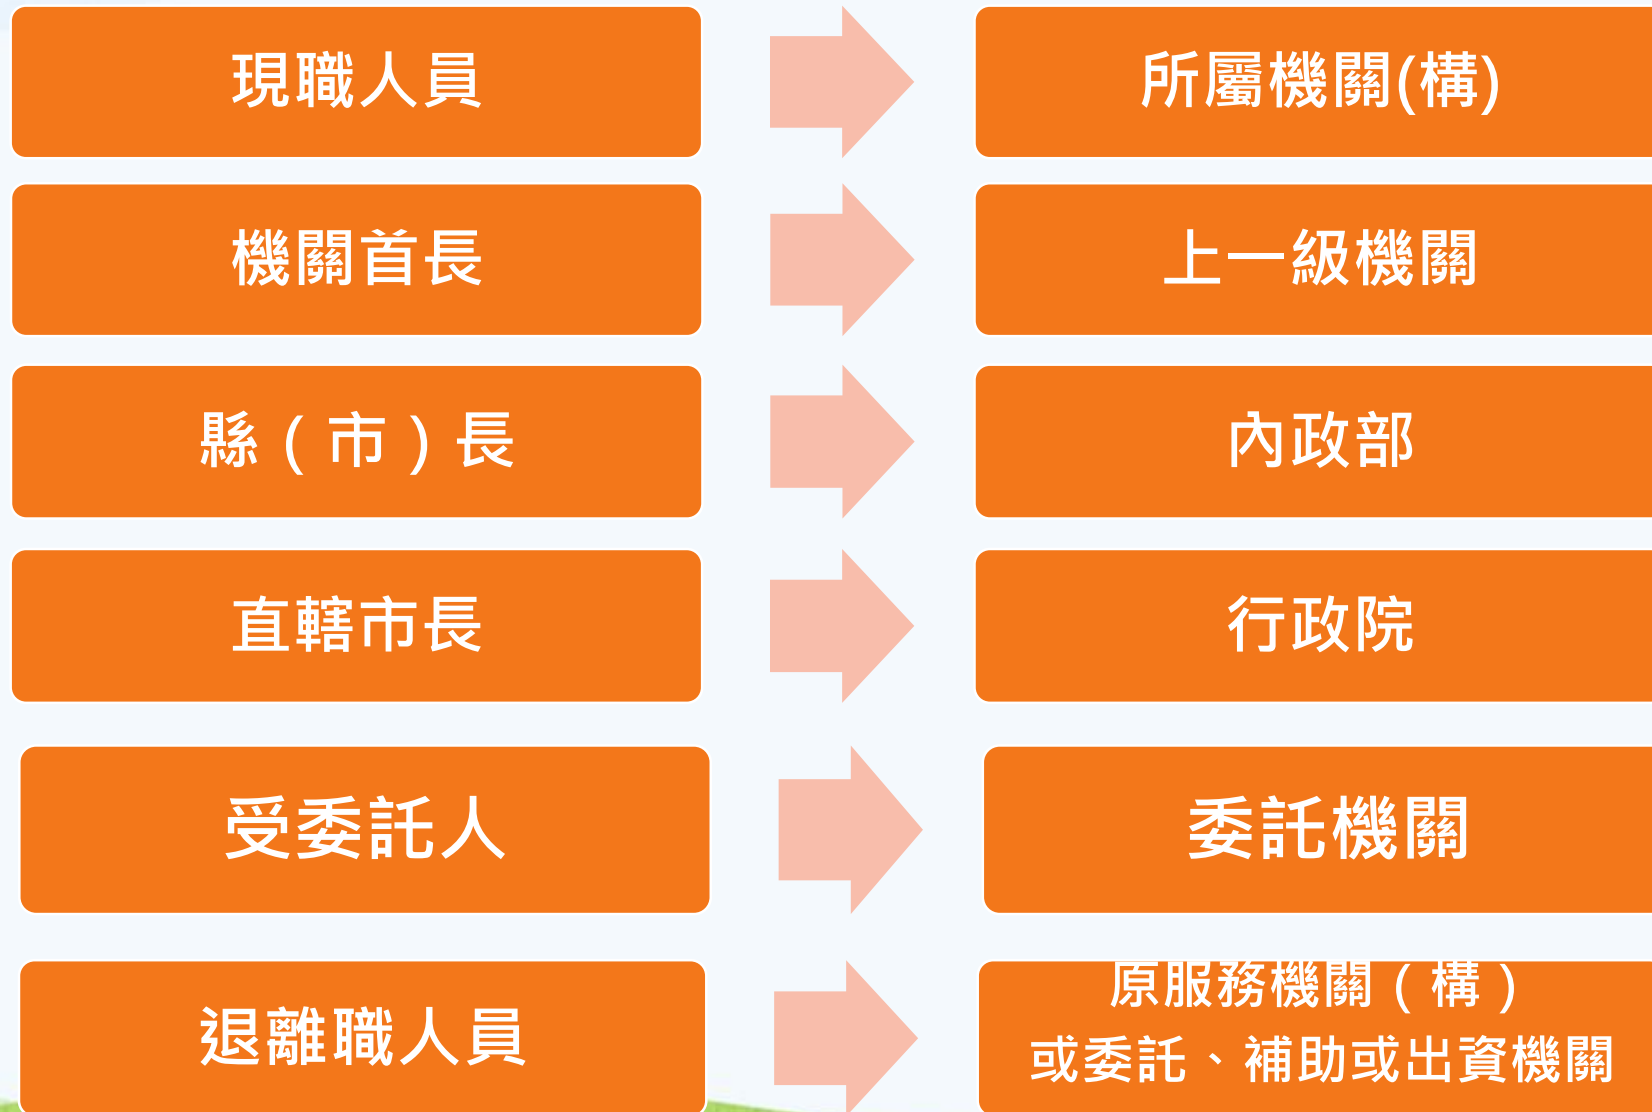 現職人員
所屬機關(構)
機關首長
上一級機關
縣（市）長
內政部
直轄市長
行政院
受委託人
委託機關
退離職人員
原服務機關（構）
或委託、補助或出資機關